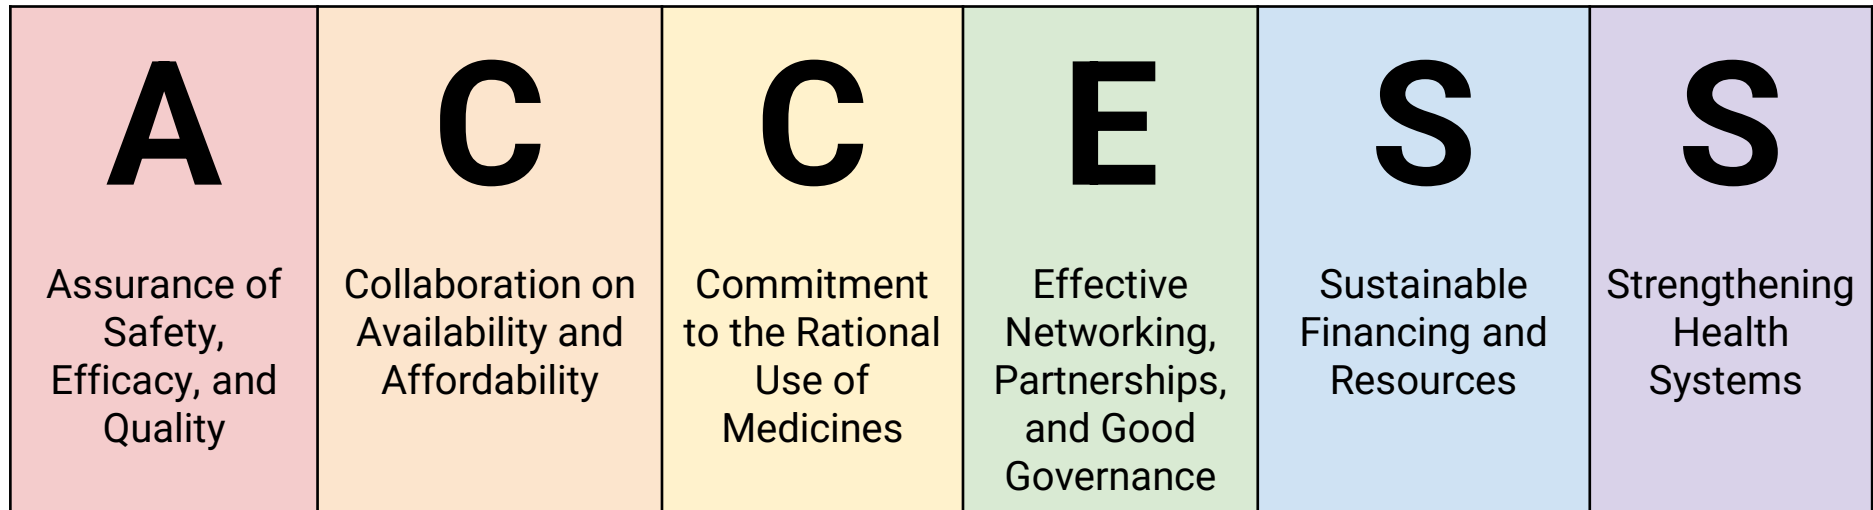 A
Assurance of
Safety,
Efficacy, and
Quality
C
Collaboration on
Availability and
Affordability
C
Commitment
to the Rational
Use of
Medicines
E
Effective
Networking,
Partnerships,
and Good
Governance
S
Sustainable
Financing and
Resources
S
Strengthening
Health
Systems